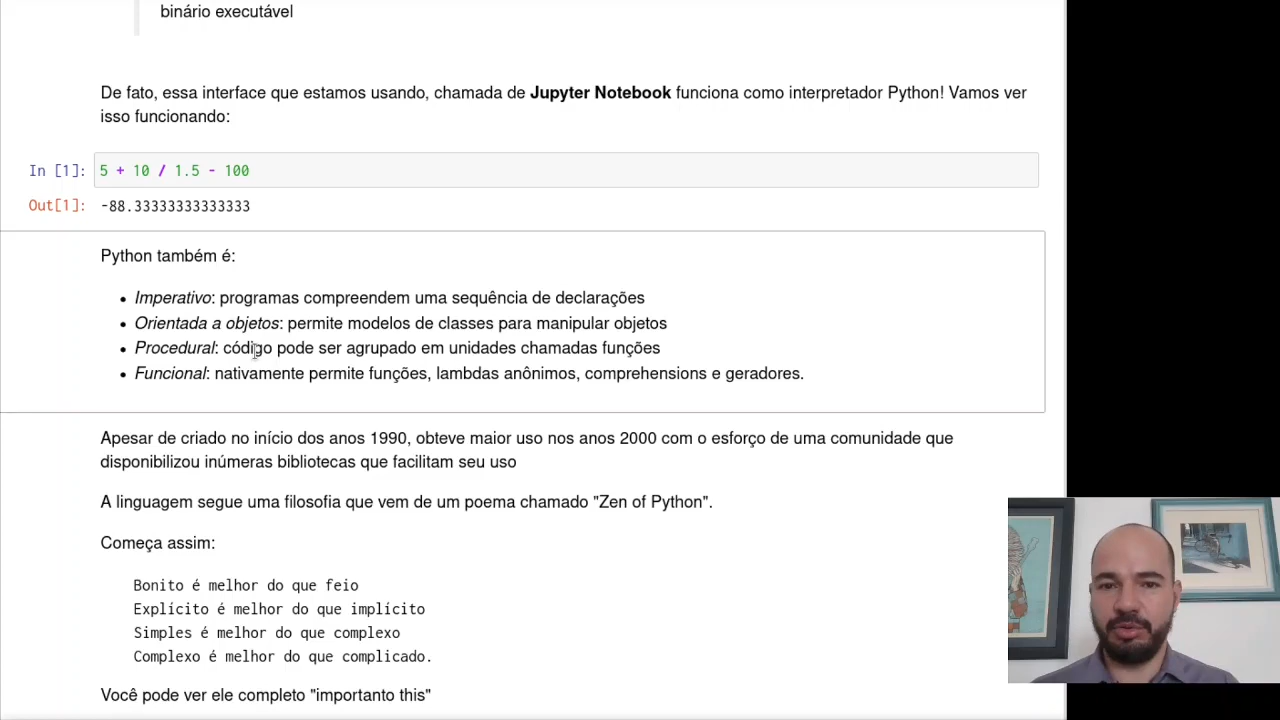 binário executável
De fato, essa interface que estamos usando, chamada de Jupyter Notebook funciona como interpretador Python! Vamos ver
isso funcionando:
In [1]: 5 + 10 / 1.5 - 100
Out[1]: -88.33333333333333
Python também é:
• Imperativo: programas compreendem uma sequência de declarações
• Orientada a objetos: permite modelos de classes para manipular objetos
• Procedural: código pode ser agrupado em unidades chamadas funções
• Funcional: nativamente permite funções, lambdas anônimos, comprehensions e geradores.
Apesar de criado no início dos anos 1990, obteve maior uso nos anos 2000 com o esforço de uma comunidade que
disponibilizou inúmeras bibliotecas que facilitam seu uso
A linguagem segue uma filosofia que vem de um poema chamado "Zen of Python".
Começa assim:
Bonito é melhor do que feio
Explícito é melhor do que implícito
Simples é melhor do que complexo
Complexo é melhor do que complicado.
Você pode ver ele completo "importanto this"